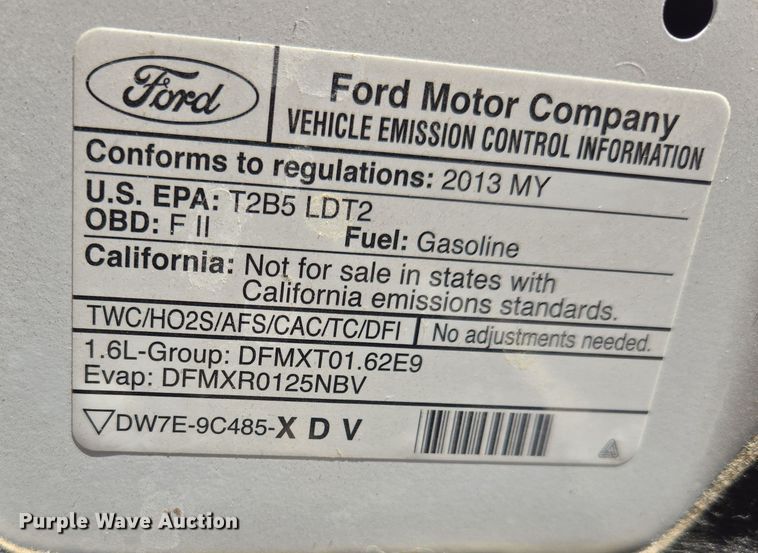 Ford
Ford Motor Company
VEHICLE EMISSION CONTROL INFORMATION
Conforms to regulations: 2013 MY
U.S. EPA: T2B5 LDT2
OBD: F II
Fuel: Gasoline
California: Not for sale in states with
California emissions standards.
TWC/HO2S/AFS/CAC/TC/DFI
No adjustments needed.
1.6L-Group: DFMXT01.62E9
Evap: DFMXR0125NBV
DW7E-9C485-X D V
Purple Wave Auction